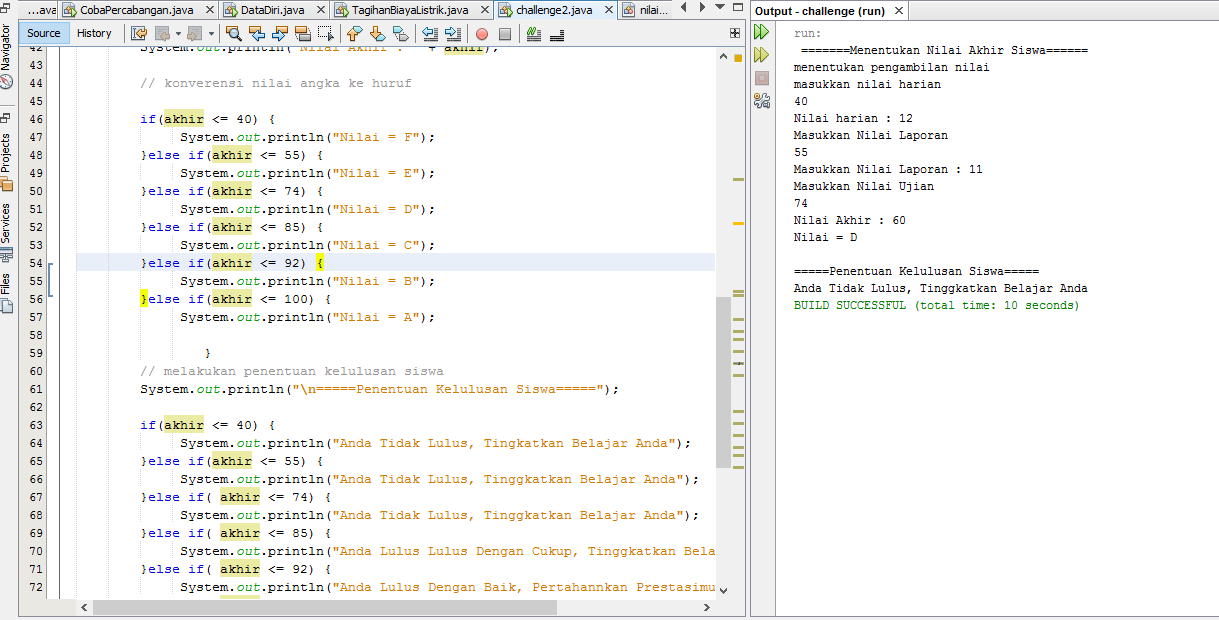 ...ava CobaPercabangan.java DataDiri.java TagihanBiayaListrik.java challenge2.java nilai...
Source History
Navigator
Projects
Services
Files
42 System.out.println("Nilai Akhir : " + akhir);
43
44 // konverensi nilai angka ke huruf
45
46 if(akhir <= 40) {
47 System.out.println("Nilai = F");
48 }else if(akhir <= 55) {
49 System.out.println("Nilai = E");
50 }else if(akhir <= 74) {
51 System.out.println("Nilai = D");
52 }else if(akhir <= 85) {
53 System.out.println("Nilai = C");
54 }else if(akhir <= 92) {
55 System.out.println("Nilai = B");
56 }else if(akhir <= 100) {
57 System.out.println("Nilai = A");
58
59 }
60 // melakukan penentuan kelulusan siswa
61 System.out.println("\n=====Penentuan Kelulusan Siswa=====");
62
63 if(akhir <= 40) {
64 System.out.println("Anda Tidak Lulus, Tingkatkan Belajar Anda");
65 }else if(akhir <= 55) {
66 System.out.println("Anda Tidak Lulus, Tinggkatkan Belajar Anda");
67 }else if( akhir <= 74) {
68 System.out.println("Anda Tidak Lulus, Tinggkatkan Belajar Anda");
69 }else if( akhir <= 85) {
70 System.out.println("Anda Lulus Lulus Dengan Cukup, Tinggkatkan Bela
71 }else if( akhir <= 92) {
72 System.out.println("Anda Lulus Dengan Baik, Pertahannkan Prestasimu
Output - challenge (run)
run:
=======Menentukan Nilai Akhir Siswa======
menentukan pengambilan nilai
masukkan nilai harian
40
Nilai harian : 12
Masukkan Nilai Laporan
55
Masukkan Nilai Laporan : 11
Masukkan Nilai Ujian
74
Nilai Akhir : 60
Nilai = D
=====Penentuan Kelulusan Siswa=====
Anda Tidak Lulus, Tinggkatkan Belajar Anda
BUILD SUCCESSFUL (total time: 10 seconds)